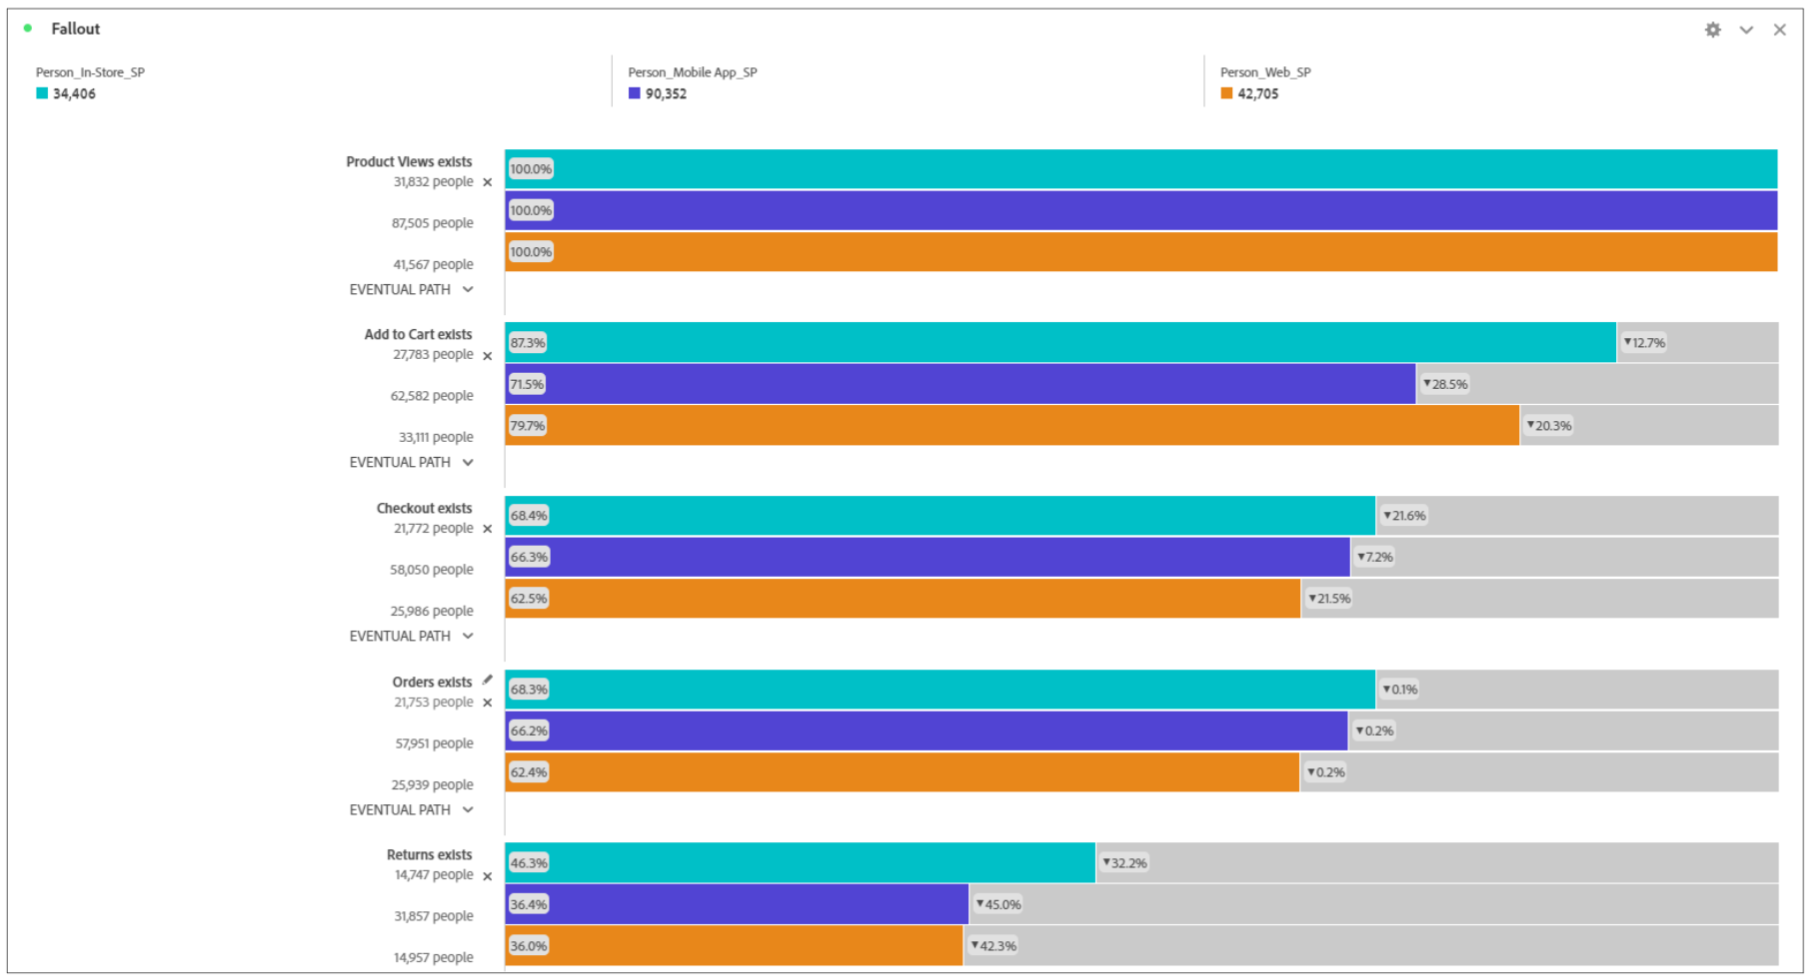 Fallout
Person_In-Store_SP
34,406
Person_Mobile App_SP
90,352
Person_Web_SP
42,705
Product Views exists
31,832 people
87,505 people
41,567 people
EVENTUAL PATH
100.0%
100.0%
100.0%
Add to Cart exists
27,783 people
62,582 people
33,111 people
EVENTUAL PATH
87.3% ▼12.7%
71.5% ▼28.5%
79.7% ▼20.3%
Checkout exists
21,772 people
58,050 people
25,986 people
EVENTUAL PATH
68.4% ▼21.6%
66.3% ▼7.2%
62.5% ▼21.5%
Orders exists
21,753 people
57,951 people
25,939 people
EVENTUAL PATH
68.3% ▼0.1%
66.2% ▼0.2%
62.4% ▼0.2%
Returns exists
14,747 people
31,857 people
14,957 people
46.3% ▼32.2%
36.4% ▼45.0%
36.0% ▼42.3%